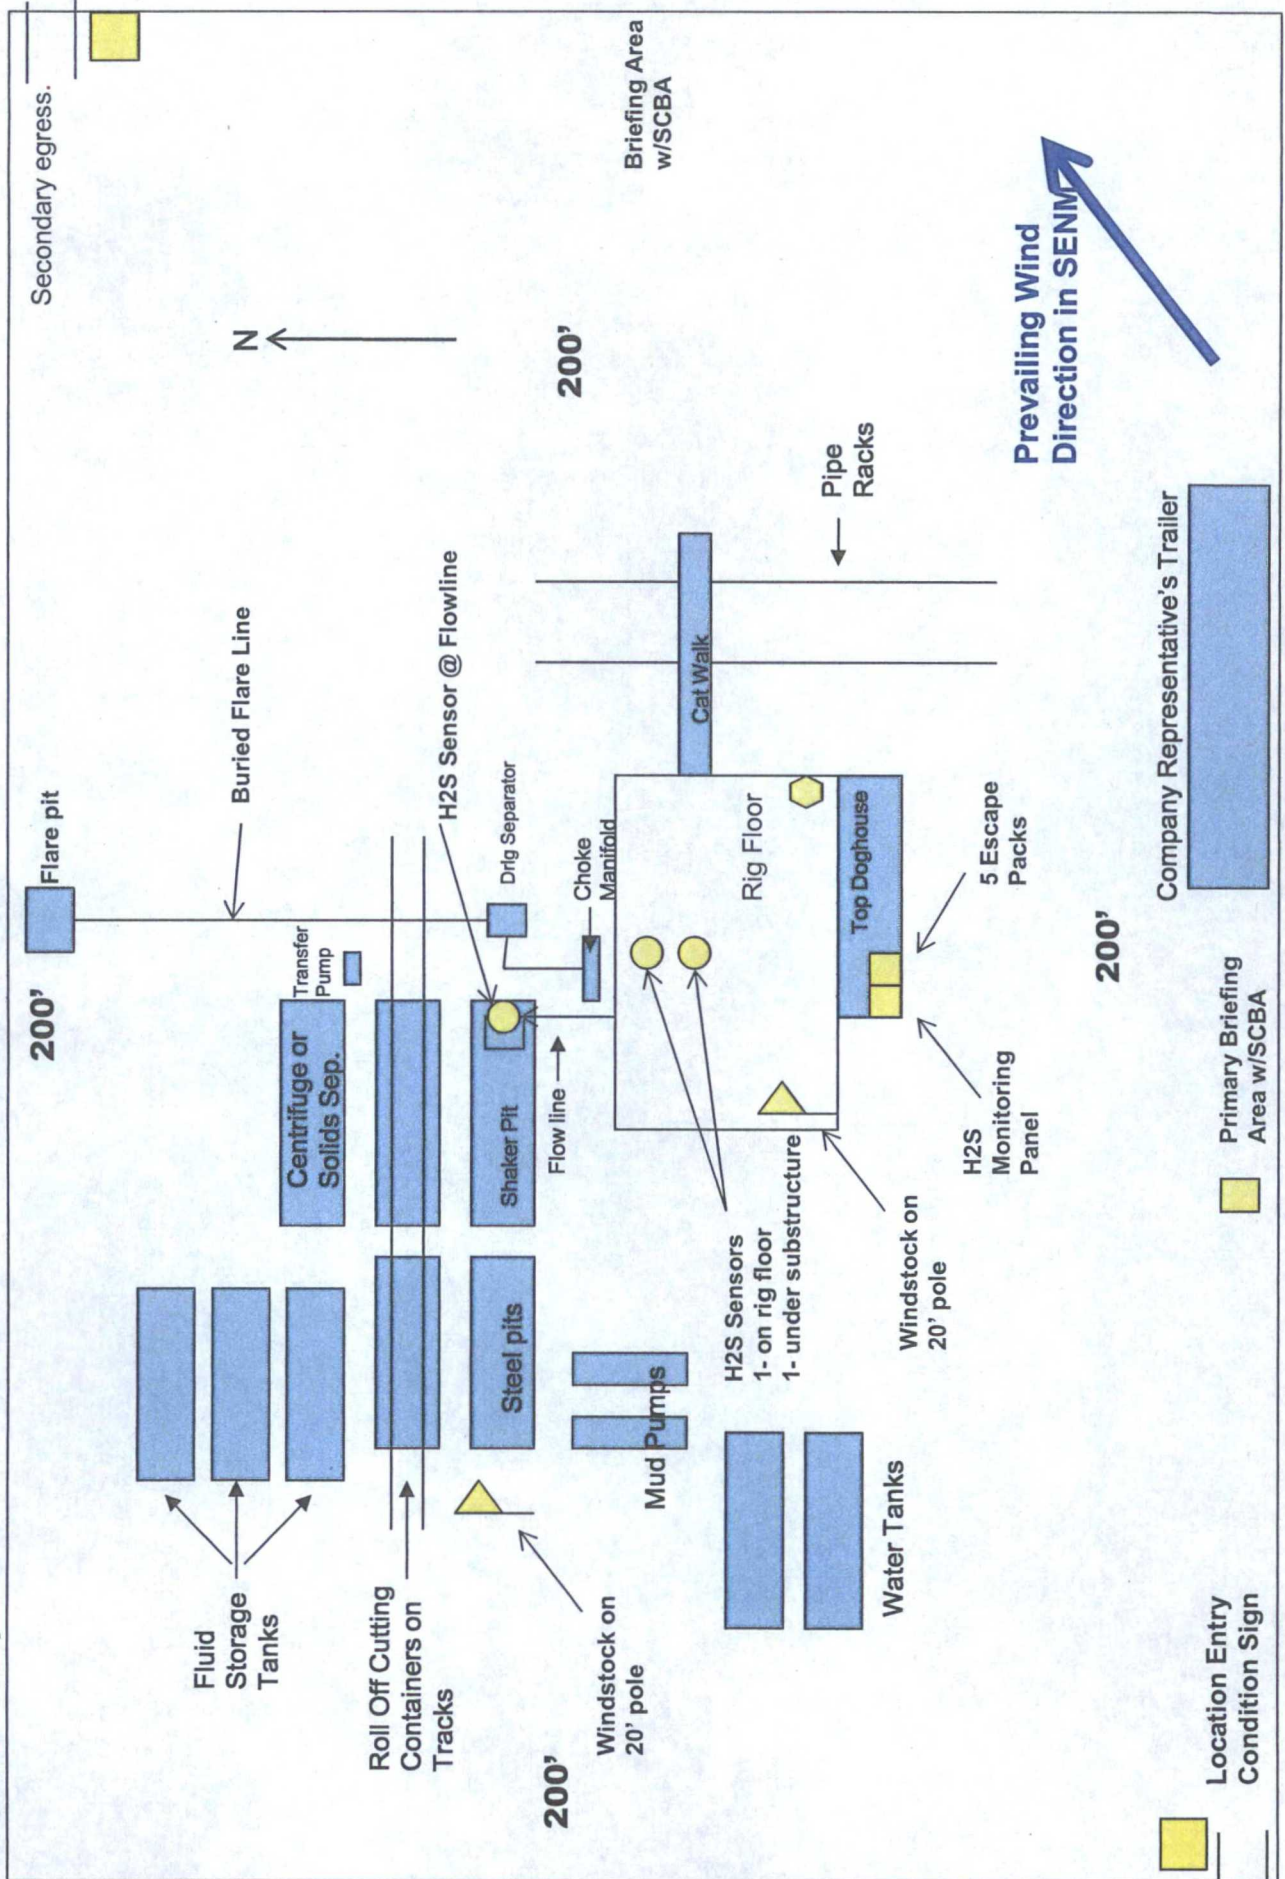 Secondary egress.
Flare pit
200'
N
Buried Flare Line
Briefing Area
w/SCBA
Fluid
Storage
Tanks
Centrifuge or
Solids Sep.
Transfer
Pump
H2S Sensor @ Flowline
200'
Roll Off Cutting
Containers on
Tracks
Steel pits
Shaker Pit
Drlg Separator
Choke
Manifold
Flow line
200'
Windstock on
20' pole
Mud Pumps
H2S Sensors
1- on rig floor
1- under substructure
Rig Floor
Cat Walk
Pipe
Racks
Top Doghouse
Water Tanks
Windstock on
20' pole
H2S
Monitoring
Panel
5 Escape
Packs
Prevailing Wind
Direction in SENM
200'
Company Representative's Trailer
Location Entry
Condition Sign
Primary Briefing
Area w/SCBA